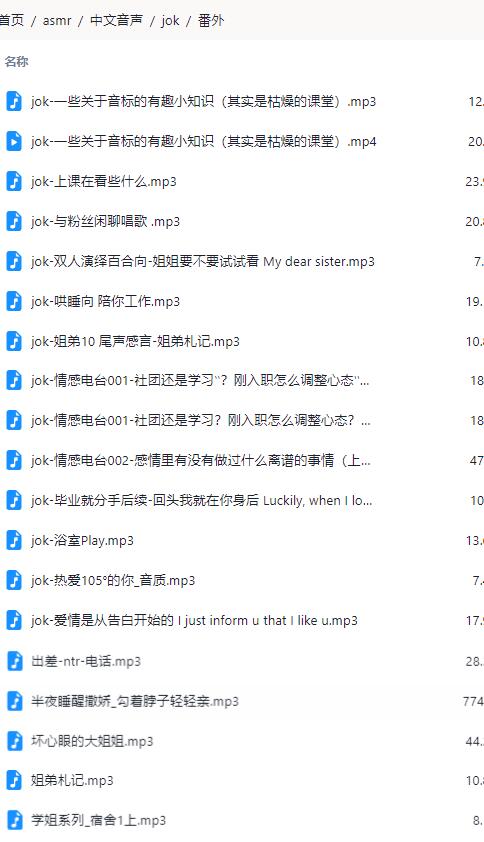 首页 / asmr / 中文音声 / jok / 番外
名称
jok-一些关于音标的有趣小知识（其实是枯燥的课堂）.mp3 12.
jok-一些关于音标的有趣小知识（其实是枯燥的课堂）.mp4 20.
jok-上课在看些什么.mp3 23.9
jok-与粉丝闲聊唱歌 .mp3 20.8
jok-双人演绎百合向-姐姐要不要试试看 My dear sister.mp3 7.
jok-哄睡向 陪你工作.mp3 19.
jok-姐弟10 尾声感言-姐弟札记.mp3 10.8
jok-情感电台001-社团还是学习“？刚入职怎么调整心态“... 18
jok-情感电台001-社团还是学习？刚入职怎么调整心态？... 18
jok-情感电台002-感情里有没有做过什么离谱的事情（上... 47
jok-毕业就分手后续-回头我就在你身后 Luckily, when I lo... 10
jok-浴室Play.mp3 13.6
jok-热爱105°的你_音质.mp3 7.4
jok-爱情是从告白开始的 I just inform u that I like u.mp3 17.9
出差-ntr-电话.mp3 28.
半夜睡醒撒娇_勾着脖子轻轻亲.mp3 774
坏心眼的大姐姐.mp3 44.
姐弟札记.mp3 10.8
学姐系列_宿舍1上.mp3 8.